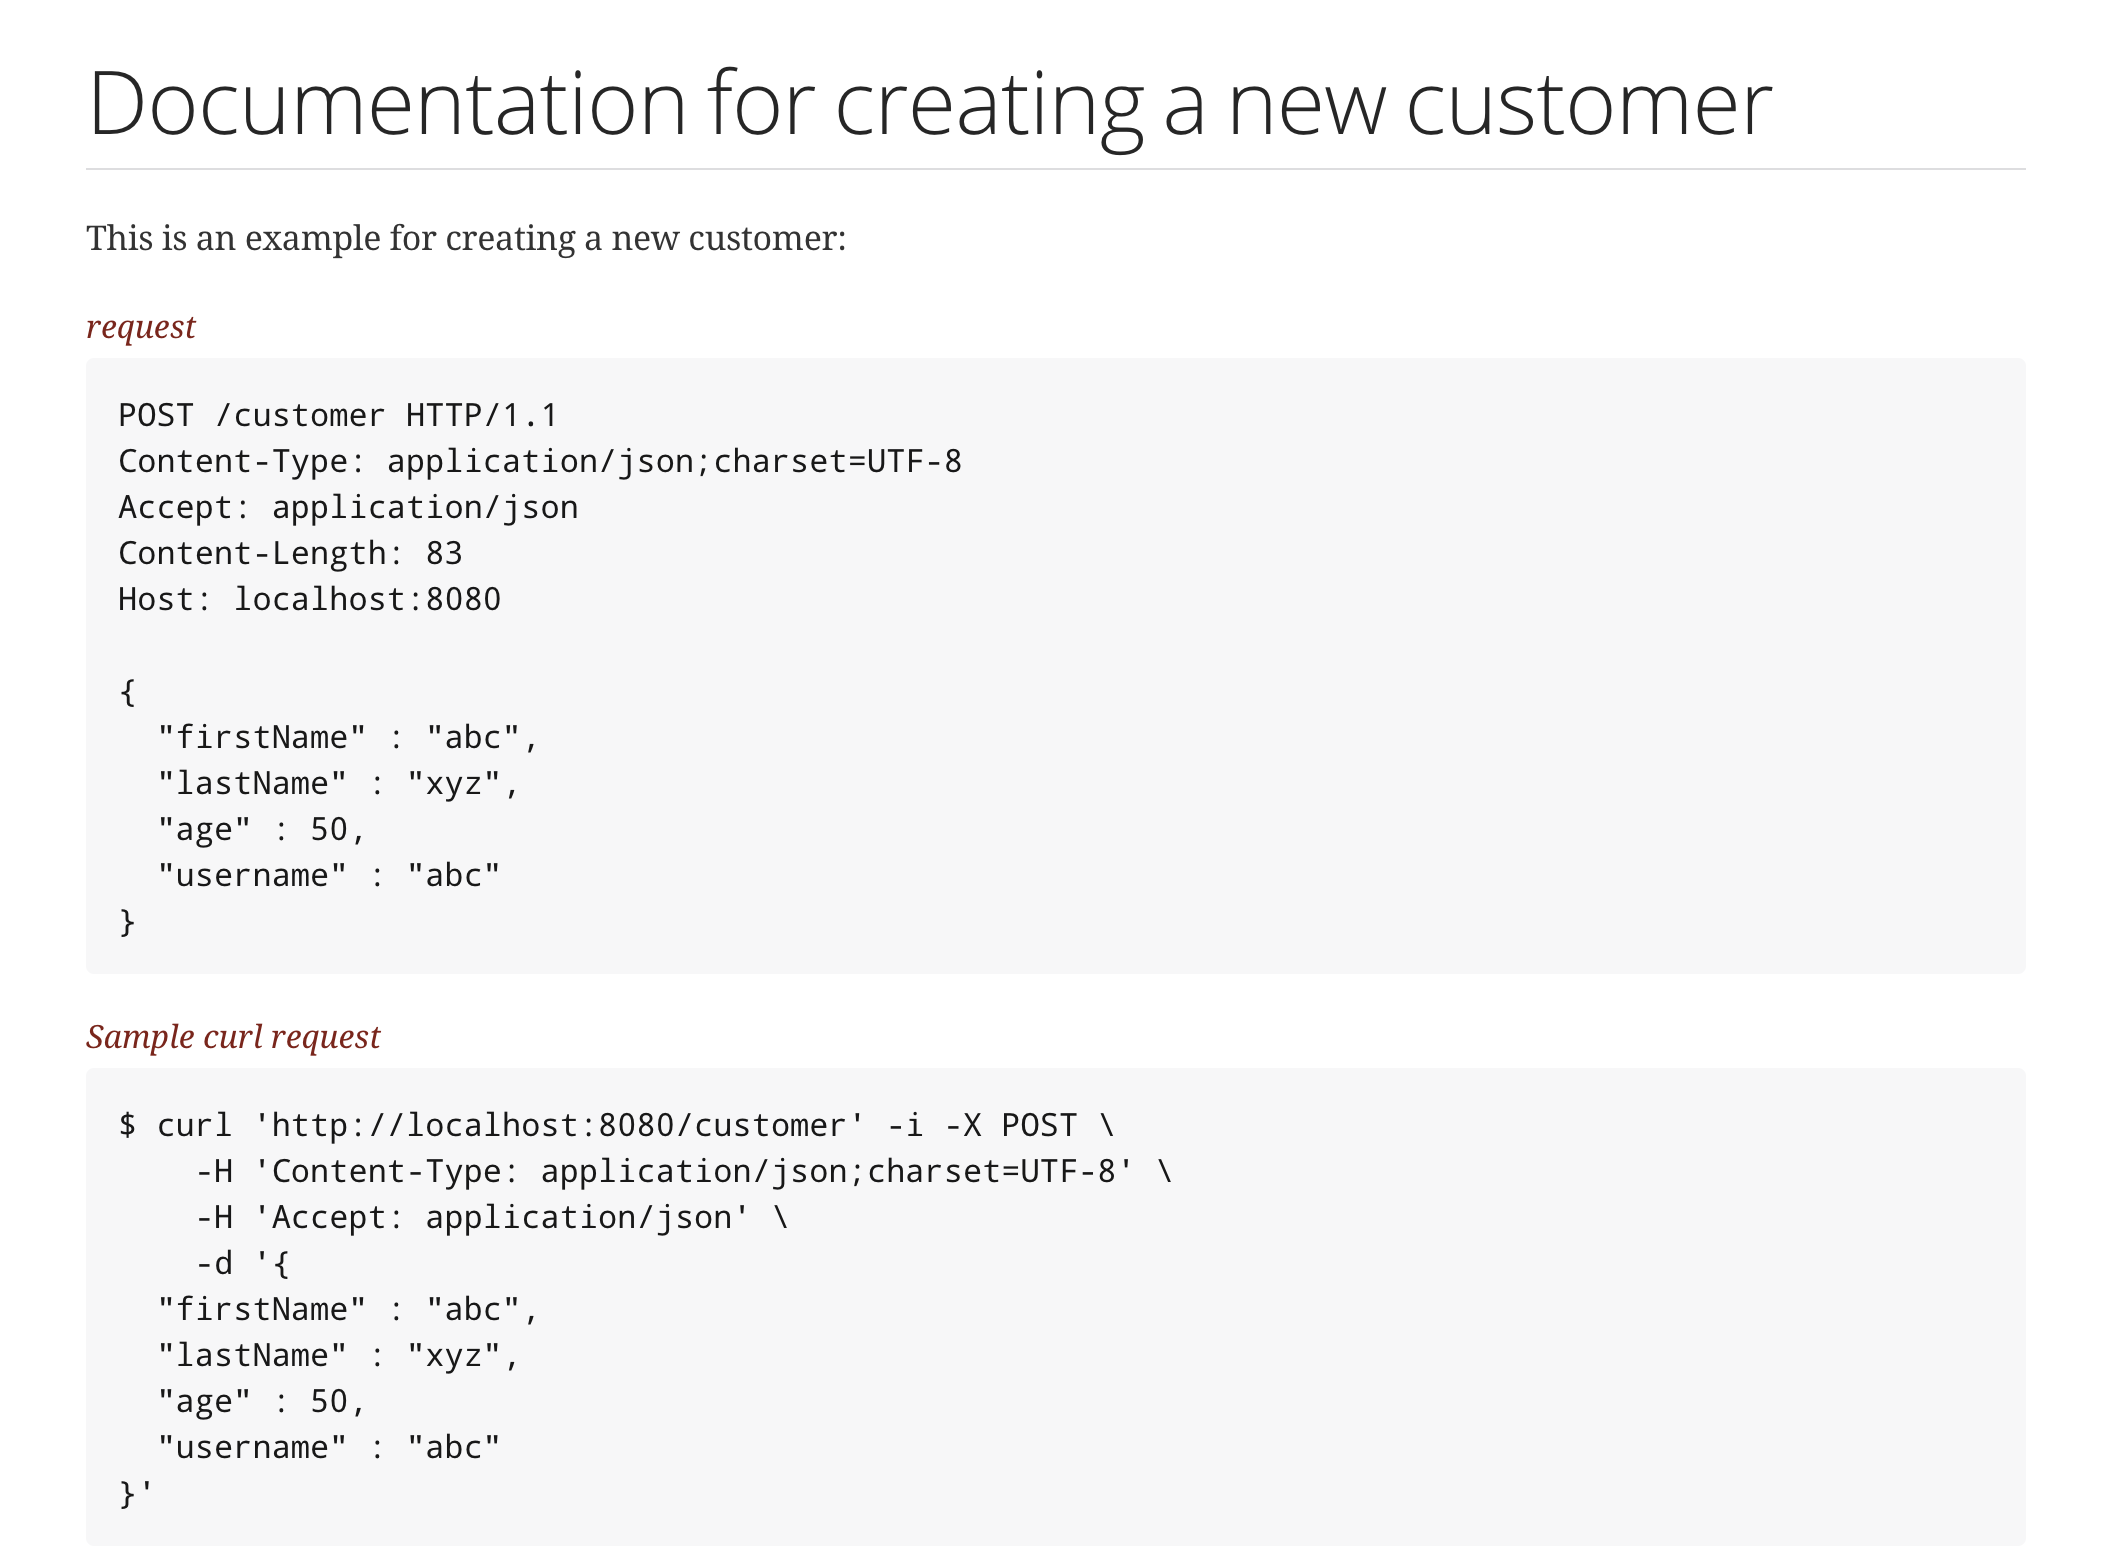 Documentation for creating a new customer
This is an example for creating a new customer:
request
POST /customer HTTP/1.1
Content-Type: application/json;charset=UTF-8
Accept: application/json
Content-Length: 83
Host: localhost:8080
{
  "firstName" : "abc",
  "lastName" : "xyz",
  "age" : 50,
  "username" : "abc"
}
Sample curl request
$ curl 'http://localhost:8080/customer' -i -X POST \
    -H 'Content-Type: application/json;charset=UTF-8' \
    -H 'Accept: application/json' \
    -d '{
  "firstName" : "abc",
  "lastName" : "xyz",
  "age" : 50,
  "username" : "abc"
}'